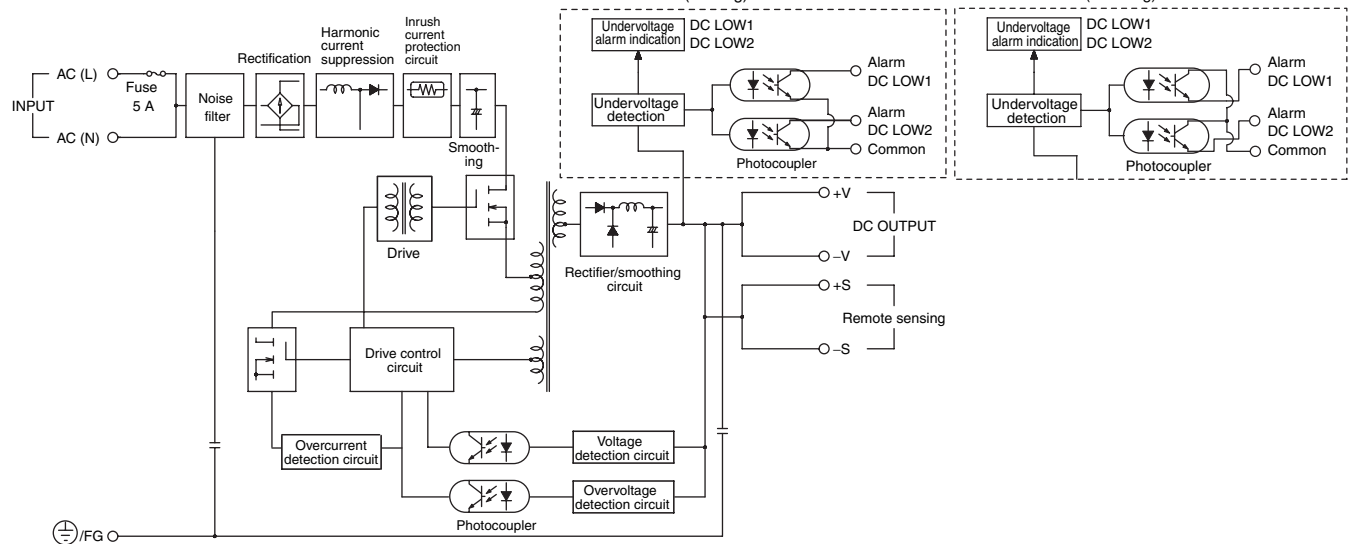 INPUT
AC (L)
Fuse
5 A
AC (N)
Noise
filter
Rectification
Harmonic
current
suppression
Inrush
current
protection
circuit
Smooth-
ing
Drive
Rectifier/smoothing
circuit
Drive control
circuit
Overcurrent
detection circuit
Voltage
detection circuit
Overvoltage
detection circuit
Photocoupler
/FG
Undervoltage
alarm indication
DC LOW1
DC LOW2
Undervoltage
detection
Alarm
DC LOW1
Alarm
DC LOW2
Common
Photocoupler
Undervoltage
alarm indication
DC LOW1
DC LOW2
Undervoltage
detection
Alarm
DC LOW1
Alarm
DC LOW2
Common
Photocoupler
+V
DC OUTPUT
–V
+S
Remote sensing
–S